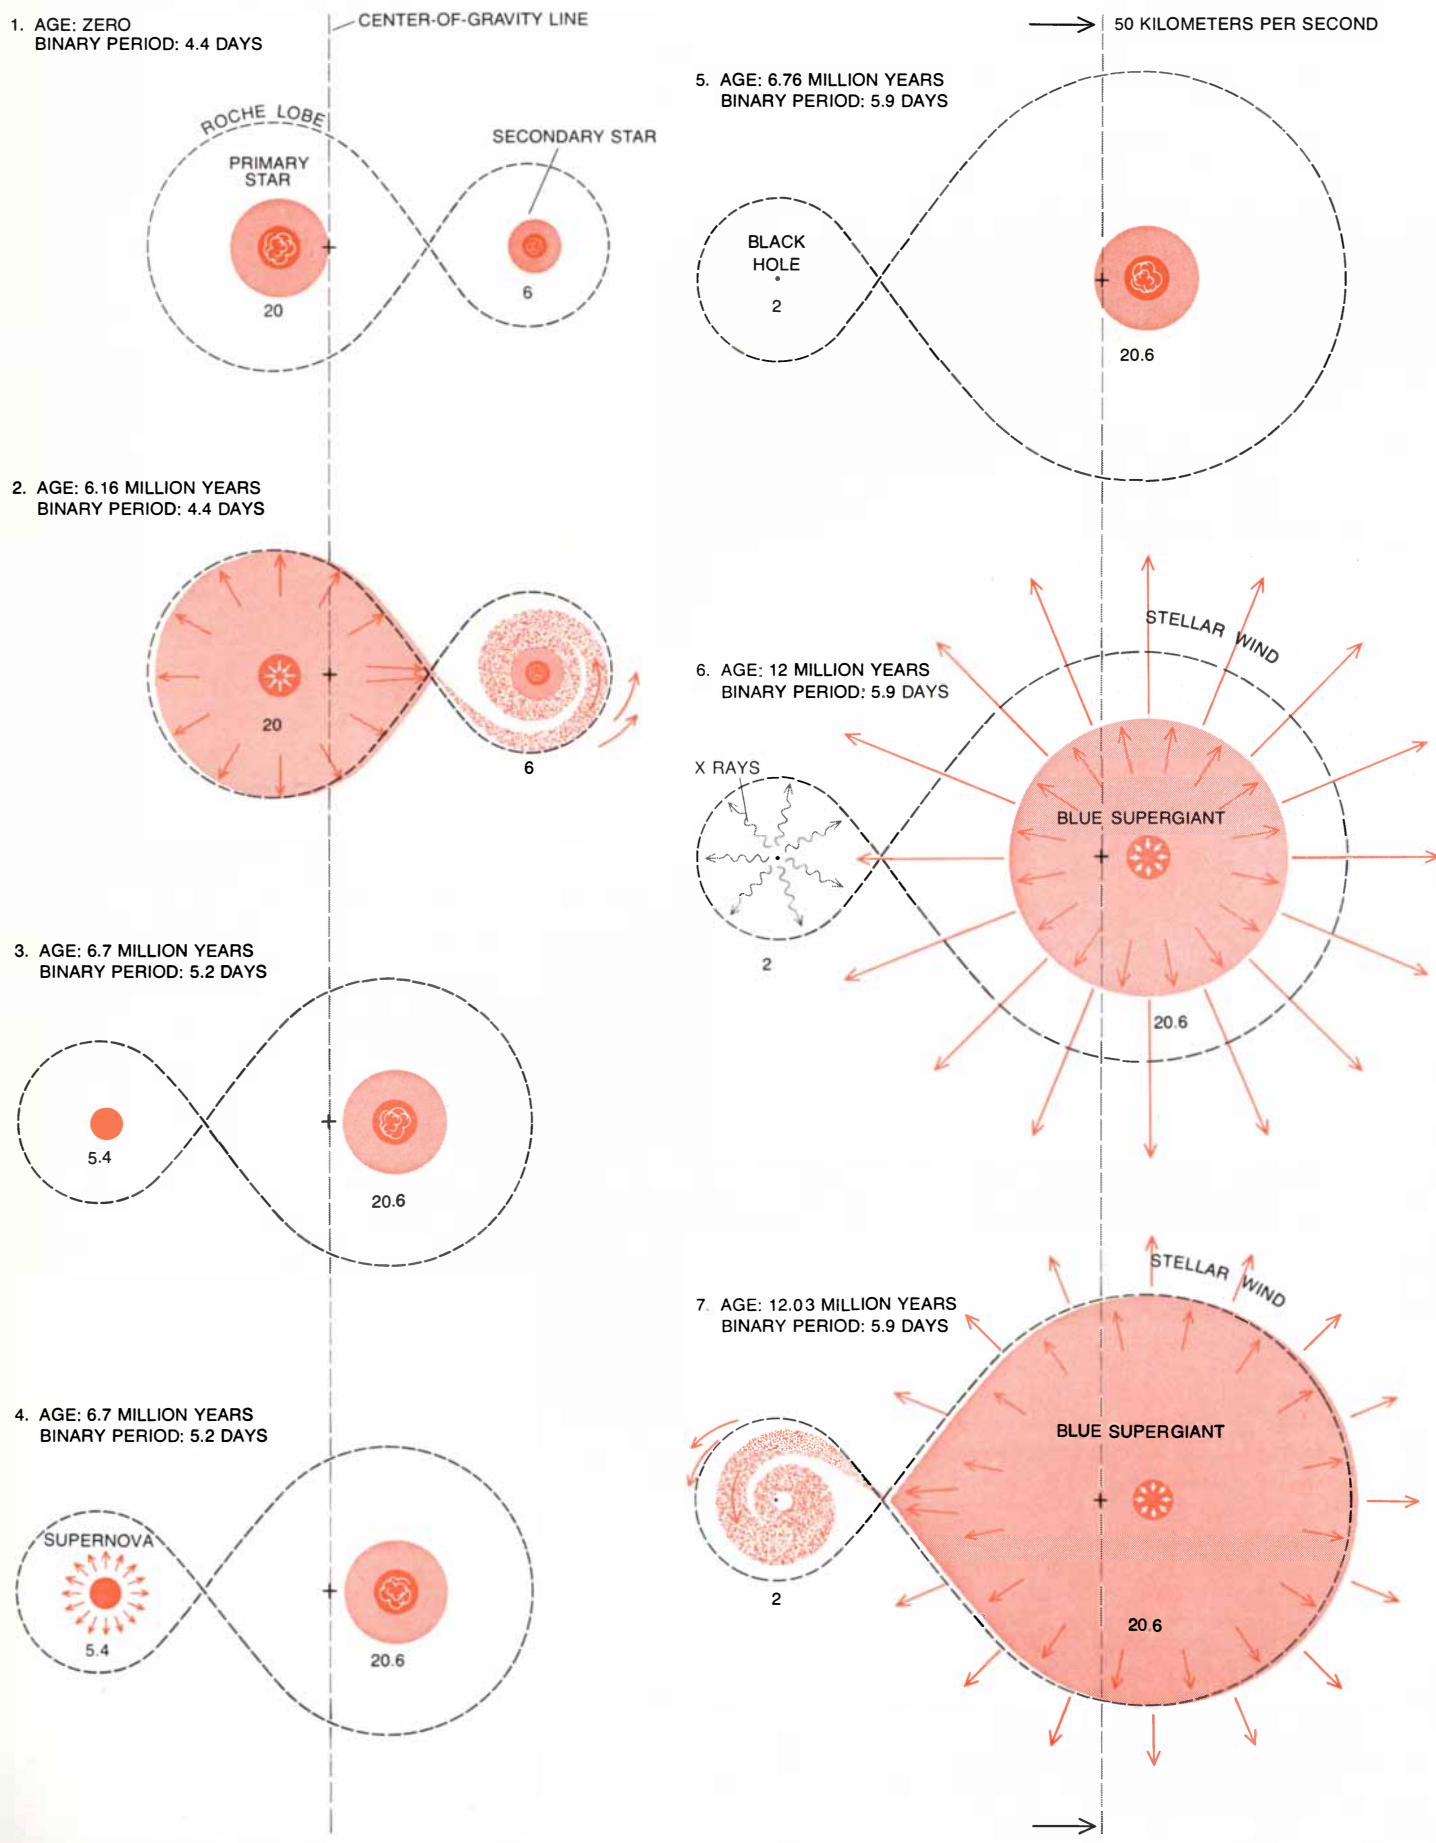 1. AGE: ZERO
BINARY PERIOD: 4.4 DAYS
CENTER-OF-GRAVITY LINE
ROCHE LOBE
PRIMARY
STAR
SECONDARY STAR
20
6
2. AGE: 6.16 MILLION YEARS
BINARY PERIOD: 4.4 DAYS
20
6
3. AGE: 6.7 MILLION YEARS
BINARY PERIOD: 5.2 DAYS
5.4
20.6
4. AGE: 6.7 MILLION YEARS
BINARY PERIOD: 5.2 DAYS
SUPERNOVA
5.4
20.6
50 KILOMETERS PER SECOND
5. AGE: 6.76 MILLION YEARS
BINARY PERIOD: 5.9 DAYS
BLACK
HOLE
2
20.6
6. AGE: 12 MILLION YEARS
BINARY PERIOD: 5.9 DAYS
STELLAR WIND
X RAYS
BLUE SUPERGIANT
2
20.6
7. AGE: 12.03 MILLION YEARS
BINARY PERIOD: 5.9 DAYS
STELLAR WIND
BLUE SUPERGIANT
2
20.6